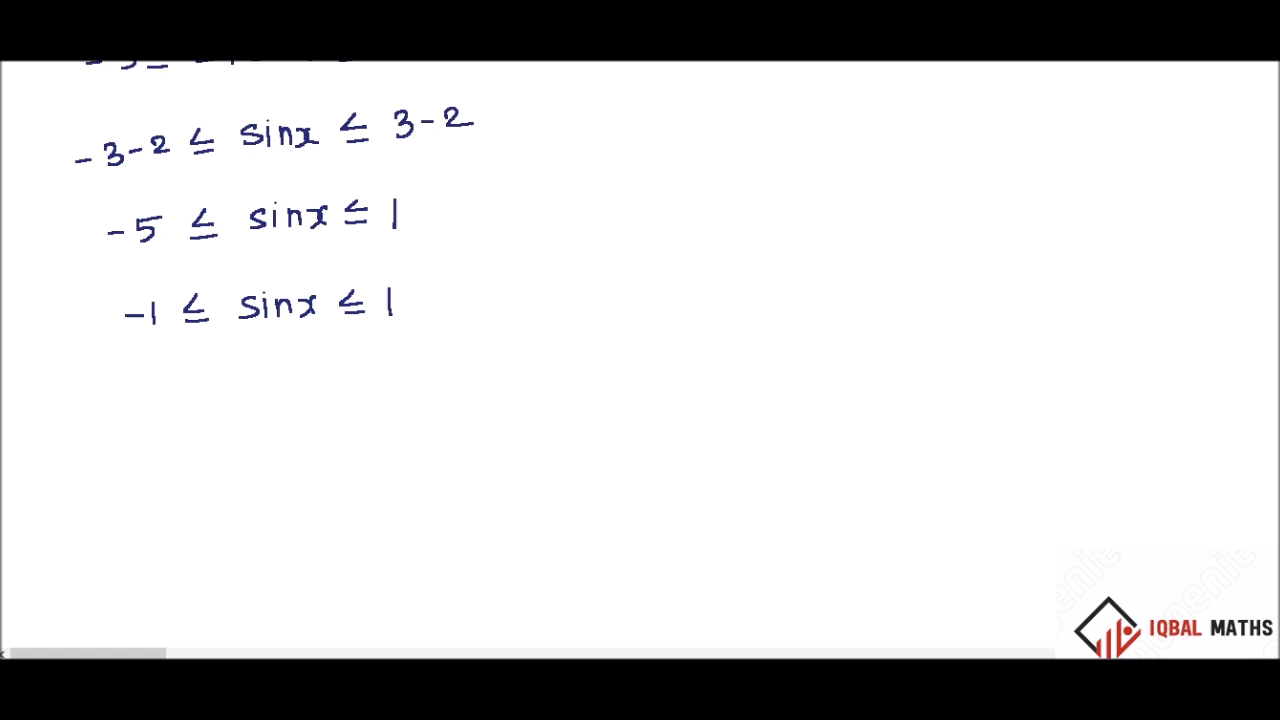 -3-2 ≤ sinx ≤ 3-2
-5 ≤ sinx ≤ 1
-1 ≤ sinx ≤ 1
IQBAL MATHS